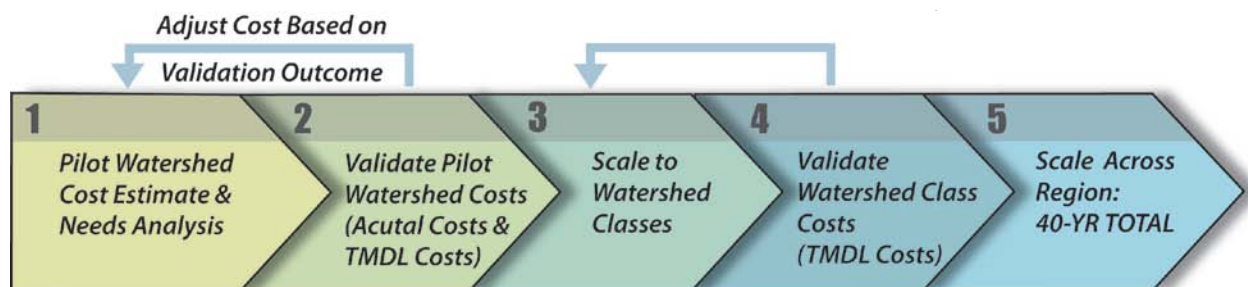 Adjust Cost Based on
Validation Outcome
1
Pilot Watershed
Cost Estimate &
Needs Analysis
2
Validate Pilot
Watershed Costs
(Acutal Costs &
TMDL Costs)
3
Scale to
Watershed
Classes
4
Validate
Watershed Class
Costs
(TMDL Costs)
5
Scale Across
Region:
40-YR TOTAL